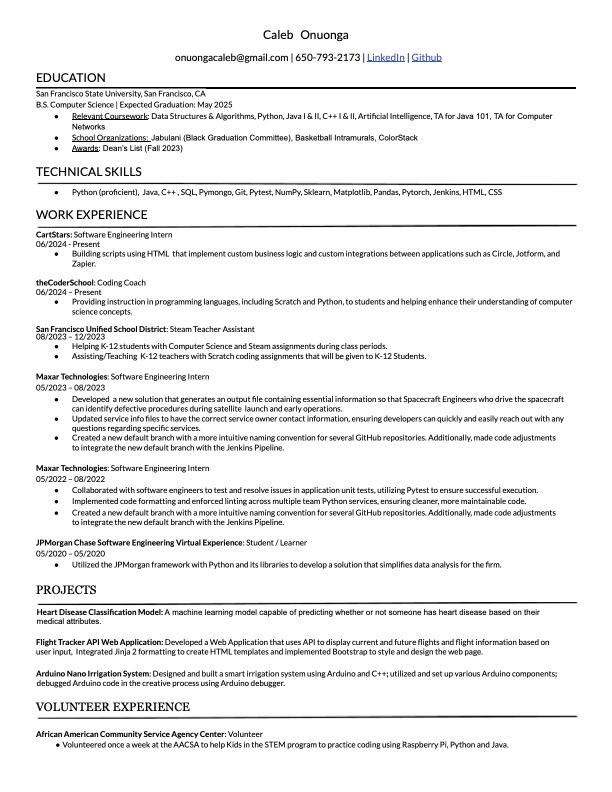 Caleb Onuonga
onuongacaleb@gmail.com | 650-793-2173 | LinkedIn | Github
EDUCATION
San Francisco State University, San Francisco, CA
B.S. Computer Science | Expected Graduation: May 2025
● Relevant Coursework: Data Structures & Algorithms, Python, Java I & II, C++ I & II, Artificial Intelligence, TA for Java 101, TA for Computer
Networks
● School Organizations: Jabulani (Black Graduation Committee), Basketball Intramurals, ColorStack
● Awards: Dean's List (Fall 2023)
TECHNICAL SKILLS
● Python (proficient), Java, C++ , SQL, Pymongo, Git, Pytest, NumPy, Sklearn, Matplotlib, Pandas, Pytorch, Jenkins, HTML, CSS
WORK EXPERIENCE
CartStars: Software Engineering Intern
06/2024 - Present
● Building scripts using HTML that implement custom business logic and custom integrations between applications such as Circle, Jotform, and
Zapier.
theCoderSchool: Coding Coach
06/2024 – Present
● Providing instruction in programming languages, including Scratch and Python, to students and helping enhance their understanding of computer
science concepts.
San Francisco Unified School District: Steam Teacher Assistant
08/2023 – 12/2023
● Helping K-12 students with Computer Science and Steam assignments during class periods.
● Assisting/Teaching K-12 teachers with Scratch coding assignments that will be given to K-12 Students.
Maxar Technologies: Software Engineering Intern
05/2023 – 08/2023
● Developed a new solution that generates an output file containing essential information so that Spacecraft Engineers who drive the spacecraft
can identify defective procedures during satellite launch and early operations.
● Updated service info files to have the correct service owner contact information, ensuring developers can quickly and easily reach out with any
questions regarding specific services.
● Created a new default branch with a more intuitive naming convention for several GitHub repositories. Additionally, made code adjustments
to integrate the new default branch with the Jenkins Pipeline.
Maxar Technologies: Software Engineering Intern
05/2022 – 08/2022
● Collaborated with software engineers to test and resolve issues in application unit tests, utilizing Pytest to ensure successful execution.
● Implemented code formatting and enforced linting across multiple team Python services, ensuring cleaner, more maintainable code.
● Created a new default branch with a more intuitive naming convention for several GitHub repositories. Additionally, made code adjustments
to integrate the new default branch with the Jenkins Pipeline.
JPMorgan Chase Software Engineering Virtual Experience: Student / Learner
05/2020 – 05/2020
● Utilized the JPMorgan framework with Python and its libraries to develop a solution that simplifies data analysis for the firm.
PROJECTS
Heart Disease Classification Model: A machine learning model capable of predicting whether or not someone has heart disease based on their
medical attributes.
Flight Tracker API Web Application: Developed a Web Application that uses API to display current and future flights and flight information based on
user input, Integrated Jinja 2 formatting to create HTML templates and implemented Bootstrap to style and design the web page.
Arduino Nano Irrigation System: Designed and built a smart irrigation system using Arduino and C++; utilized and set up various Arduino components;
debugged Arduino code in the creative process using Arduino debugger.
VOLUNTEER EXPERIENCE
African American Community Service Agency Center: Volunteer
● Volunteered once a week at the AACSA to help Kids in the STEM program to practice coding using Raspberry Pi, Python and Java.